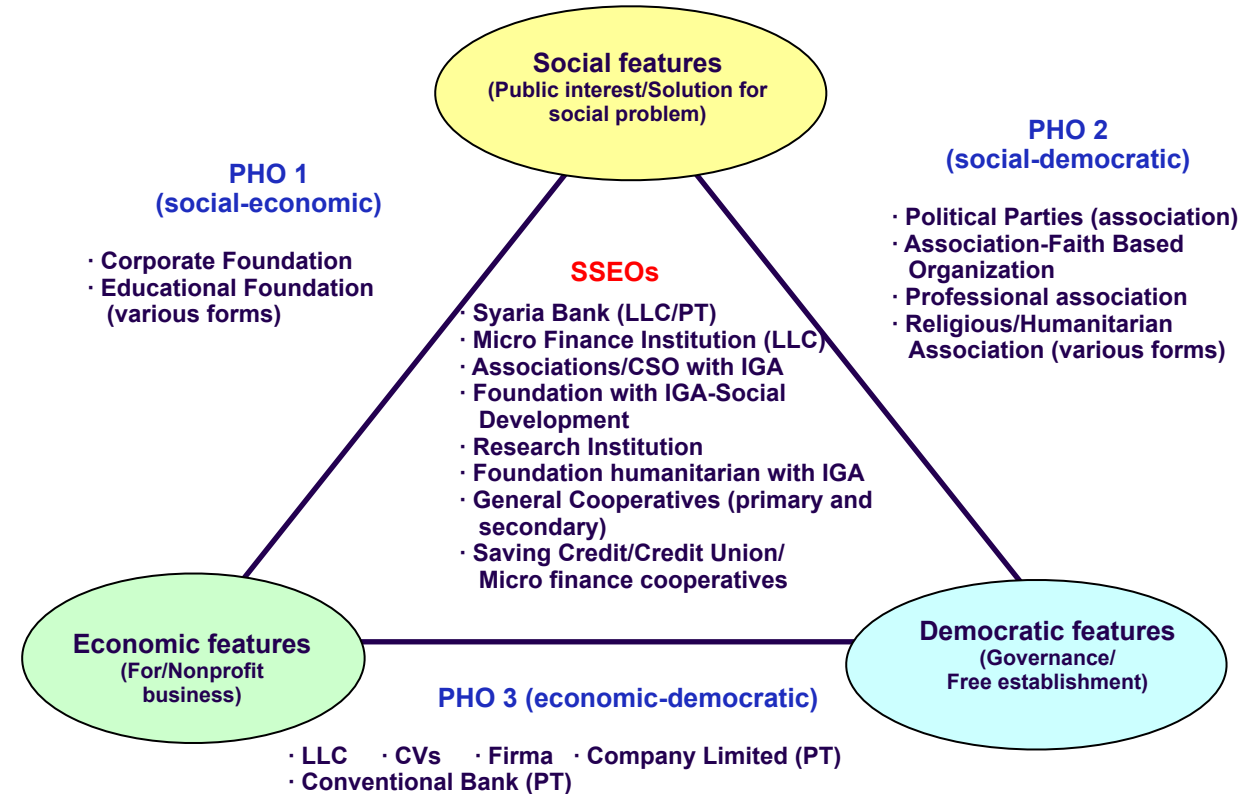 Social features
(Public interest/Solution for
social problem)
PHO 1
(social-economic)
· Corporate Foundation
· Educational Foundation
(various forms)
PHO 2
(social-democratic)
· Political Parties (association)
· Association-Faith Based
Organization
· Professional association
· Religious/Humanitarian
Association (various forms)
SSEOs
· Syaria Bank (LLC/PT)
· Micro Finance Institution (LLC)
· Associations/CSO with IGA
· Foundation with IGA-Social
Development
· Research Institution
· Foundation humanitarian with IGA
· General Cooperatives (primary and
secondary)
· Saving Credit/Credit Union/
Micro finance cooperatives
Economic features
(For/Nonprofit
business)
Democratic features
(Governance/
Free establishment)
PHO 3 (economic-democratic)
· LLC · CVs · Firma · Company Limited (PT)
· Conventional Bank (PT)